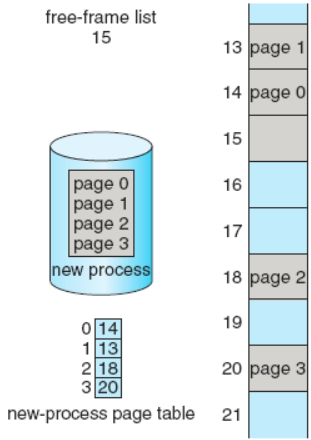 free-frame list
15
page 0
page 1
page 2
page 3
new process
0 14
1 13
2 18
3 20
new-process page table
13 page 1
14 page 0
15
16
17
18 page 2
19
20 page 3
21